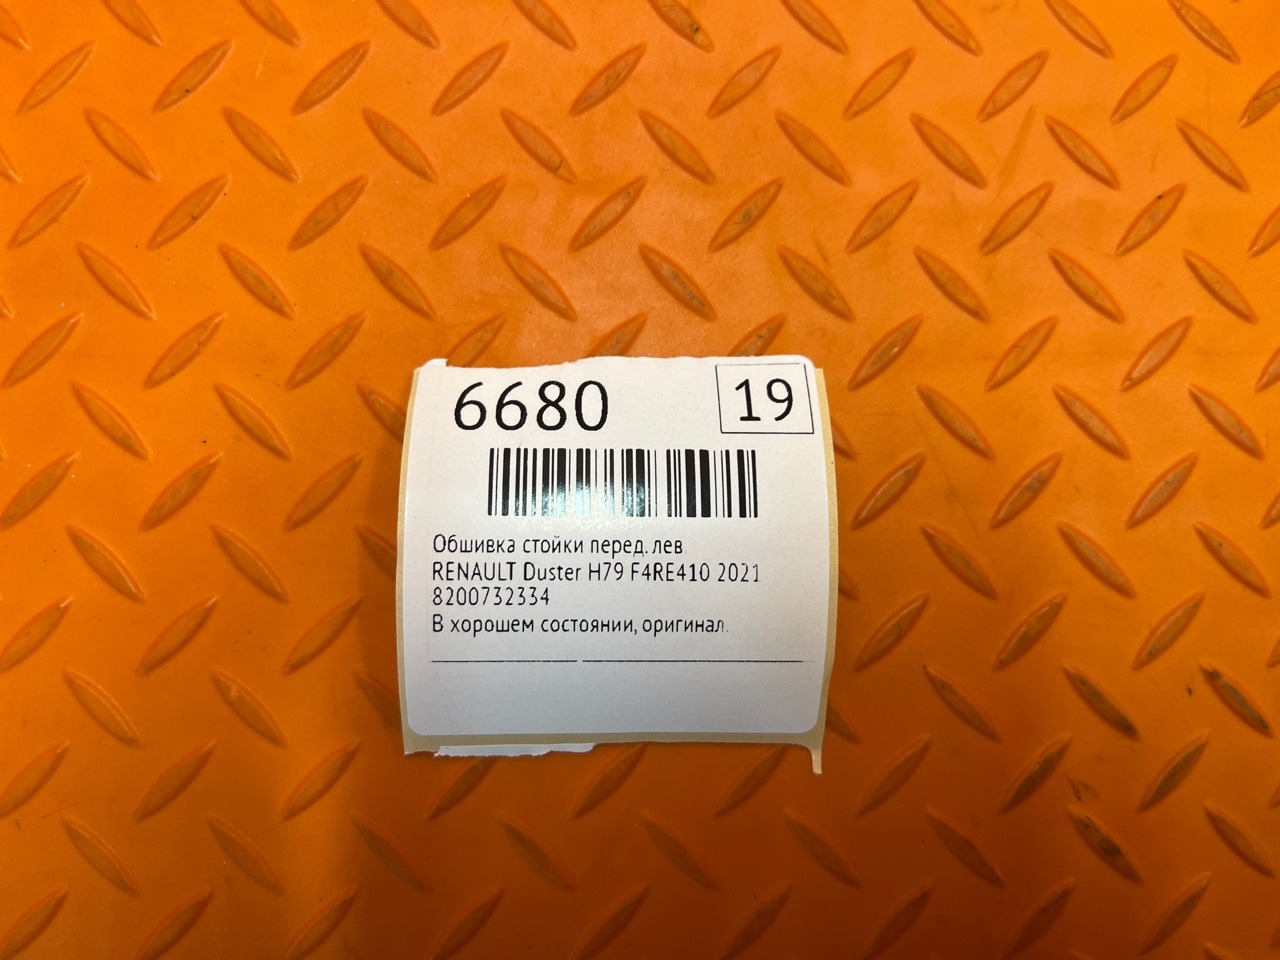 6680 19
Обшивка стойки перед. лев
RENAULT Duster H79 F4RE410 2021
8200732334
В хорошем состоянии, оригинал.